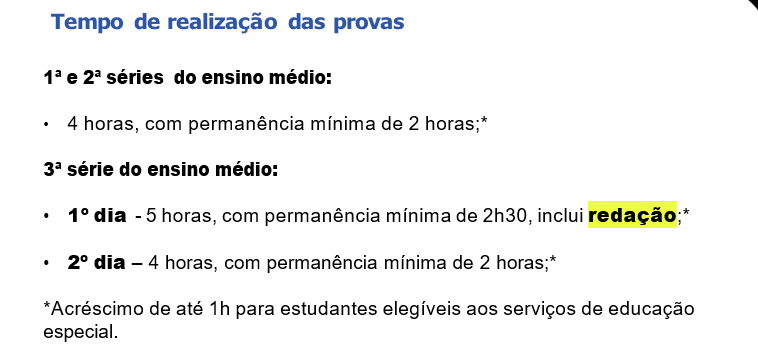 Tempo de realização das provas
1ª e 2ª séries do ensino médio:
• 4 horas, com permanência mínima de 2 horas;*
3ª série do ensino médio:
• 1º dia - 5 horas, com permanência mínima de 2h30, inclui redação;*
• 2º dia – 4 horas, com permanência mínima de 2 horas;*
*Acréscimo de até 1h para estudantes elegíveis aos serviços de educação
especial.